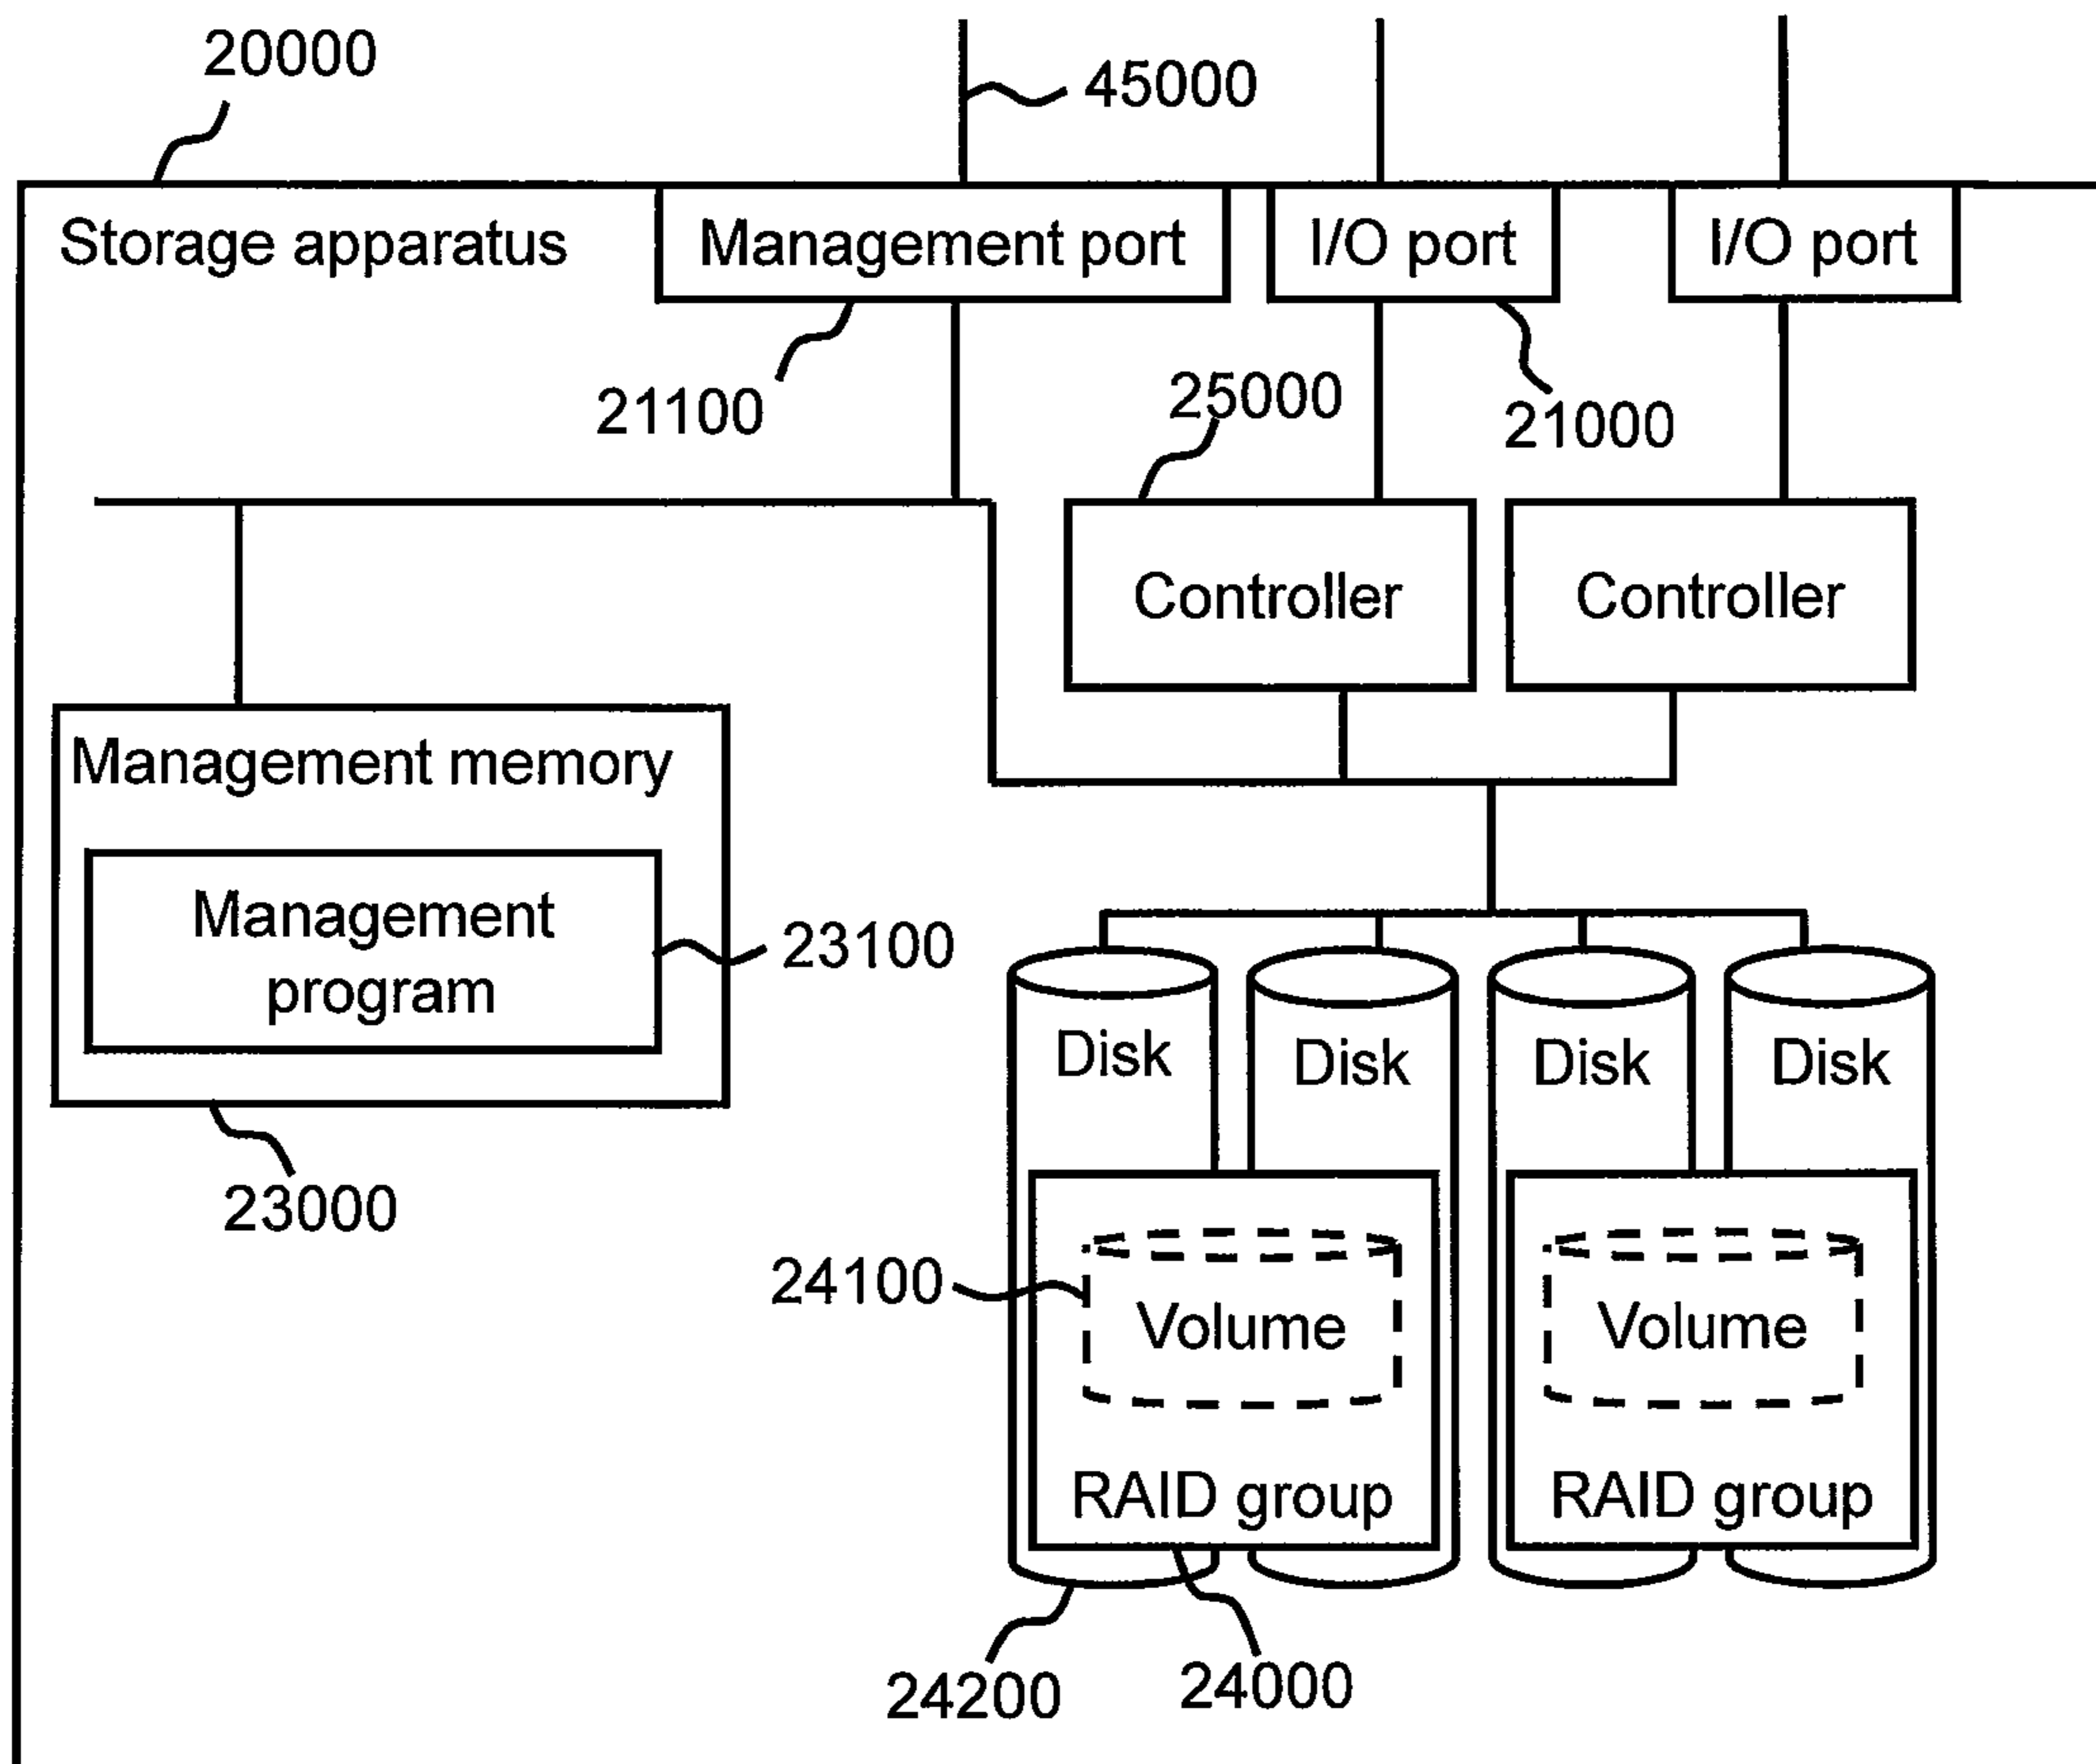 20000
45000
Storage apparatus
Management port
I/O port
I/O port
21100
25000
21000
Controller
Controller
Management memory
Management
program
23100
23000
Disk
Disk
Disk
Disk
24100
Volume
Volume
RAID group
RAID group
24200
24000